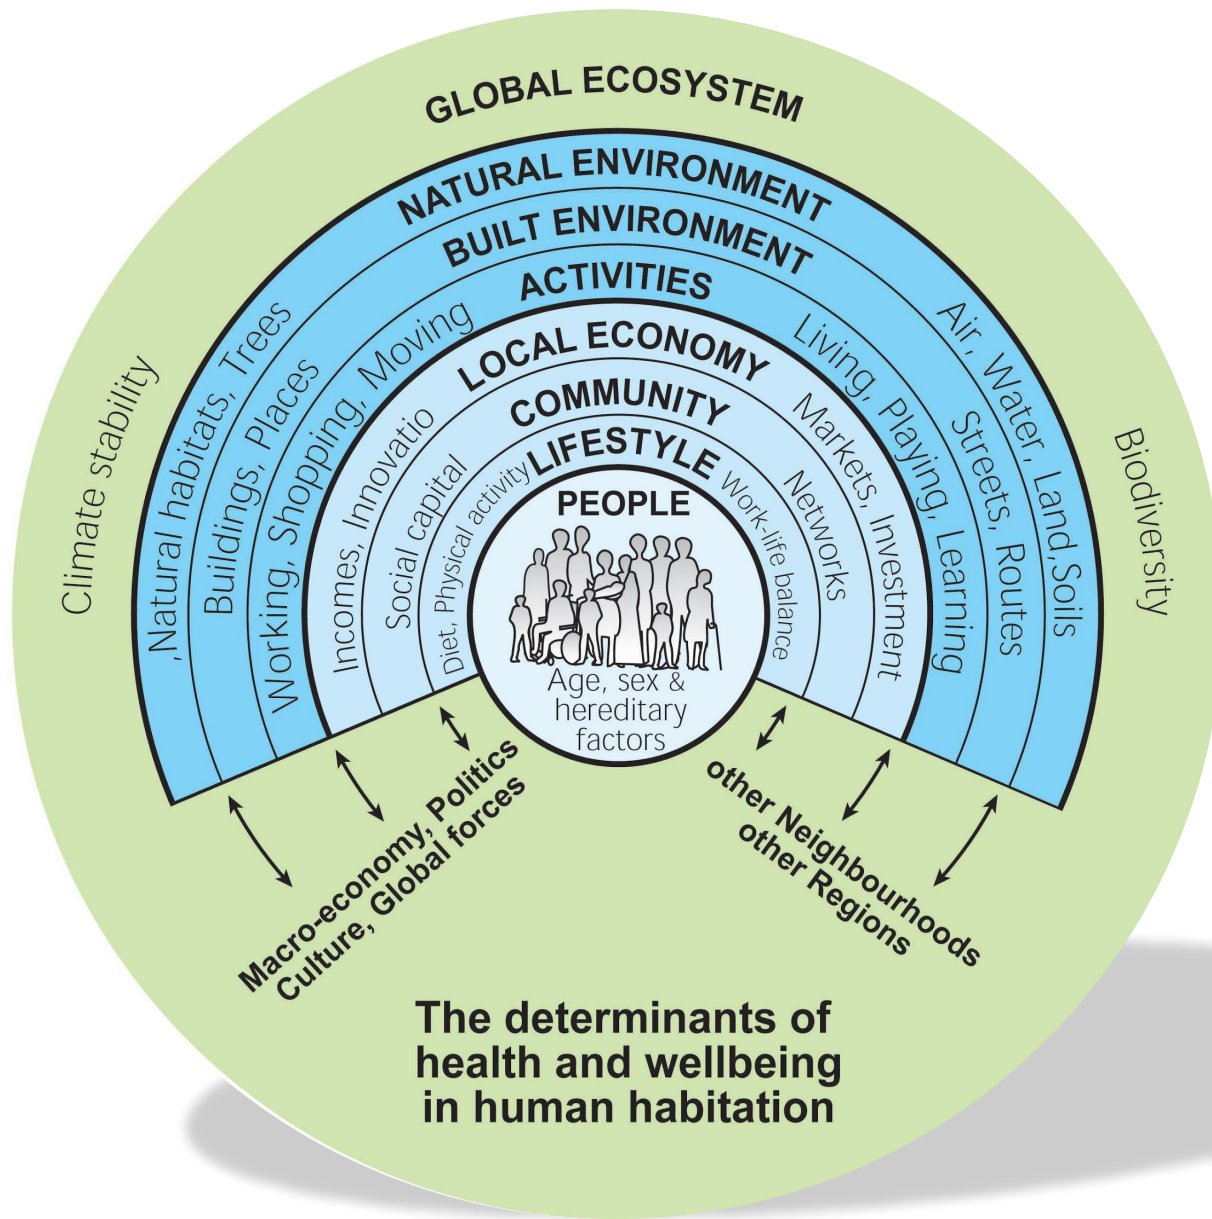 GLOBAL ECOSYSTEM
Climate stability
Biodiversity
NATURAL ENVIRONMENT
,Natural habitats, Trees
Air, Water, Land,Soils
BUILT ENVIRONMENT
Buildings, Places
Streets, Routes
ACTIVITIES
Working, Shopping, Moving
Living, Playing, Learning
LOCAL ECONOMY
Incomes, Innovatio
Markets, Investment
COMMUNITY
Social capital
Networks
LIFESTYLE
Diet, Physical activity
Work-life balance
PEOPLE
Age, sex &
hereditary
factors
Macro-economy, Politics
Culture, Global forces
other Neighbourhoods
other Regions
The determinants of
health and wellbeing
in human habitation